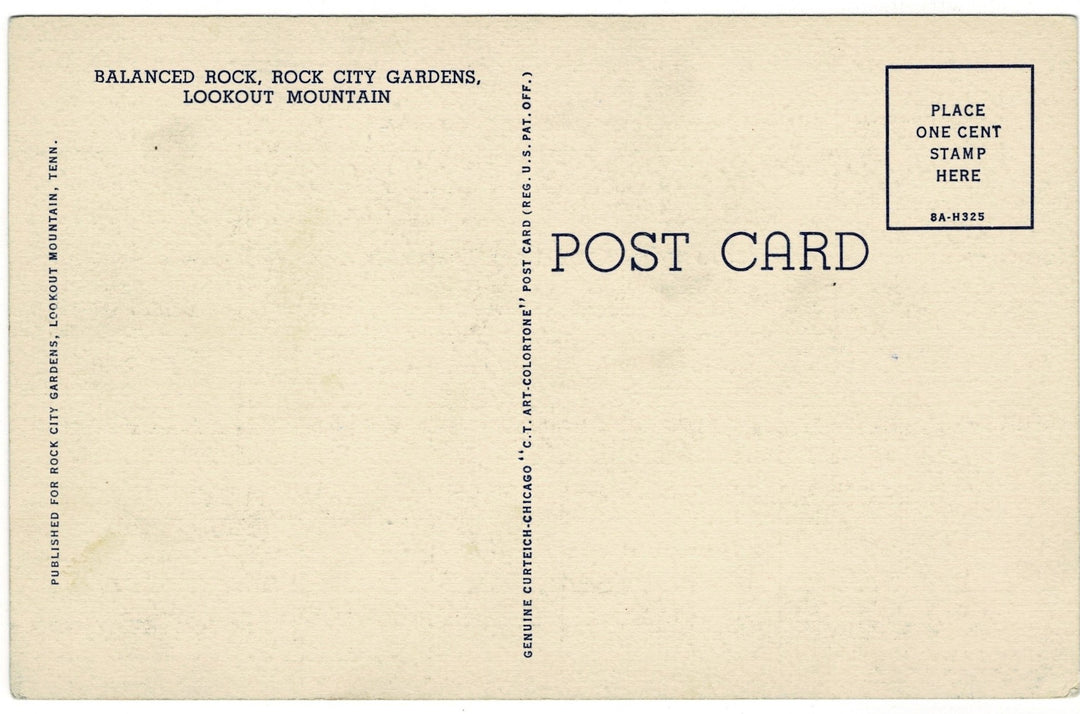 BALANCED ROCK, ROCK CITY GARDENS,
LOOKOUT MOUNTAIN
PUBLISHED FOR ROCK CITY GARDENS, LOOKOUT MOUNTAIN, TENN.
GENUINE CURTEICH-CHICAGO "C.T. ART-COLORTONE" POST CARD (REG. U.S. PAT. OFF.)
POST CARD
PLACE
ONE CENT
STAMP
HERE
8A-H325